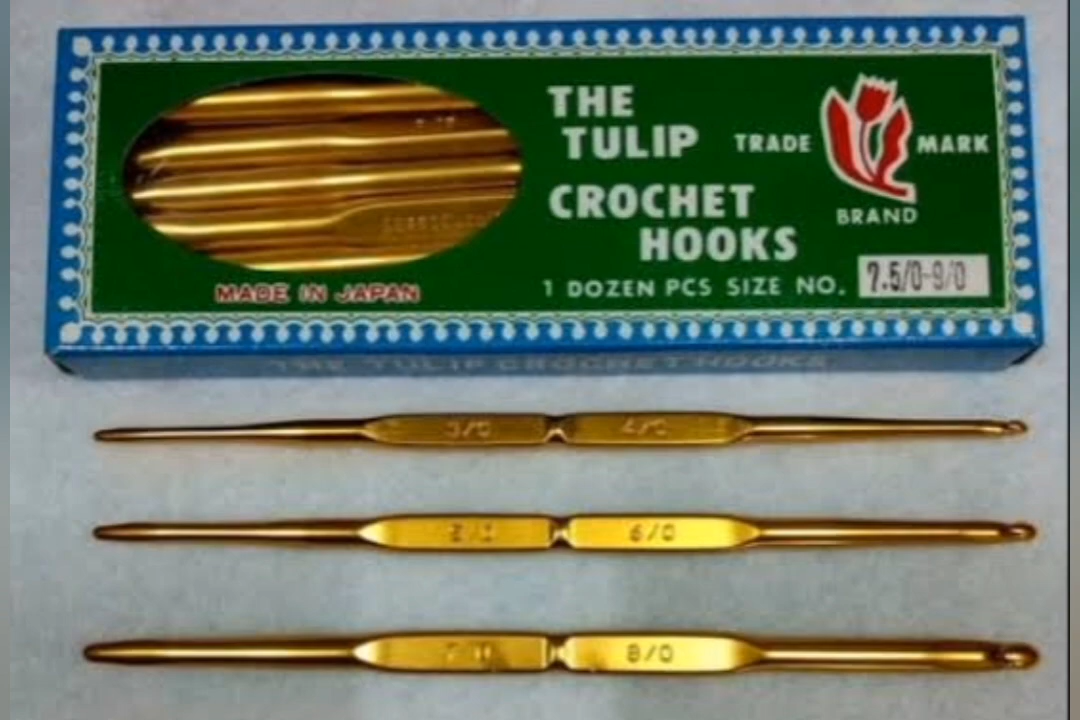 THE
TULIP
CROCHET
HOOKS
TRADE MARK
BRAND
MADE IN JAPAN
1 DOZEN PCS SIZE NO. 7.5/0-9/0
THE TULIP CROCHET HOOKS
3/0 4/0
6/0
8/0